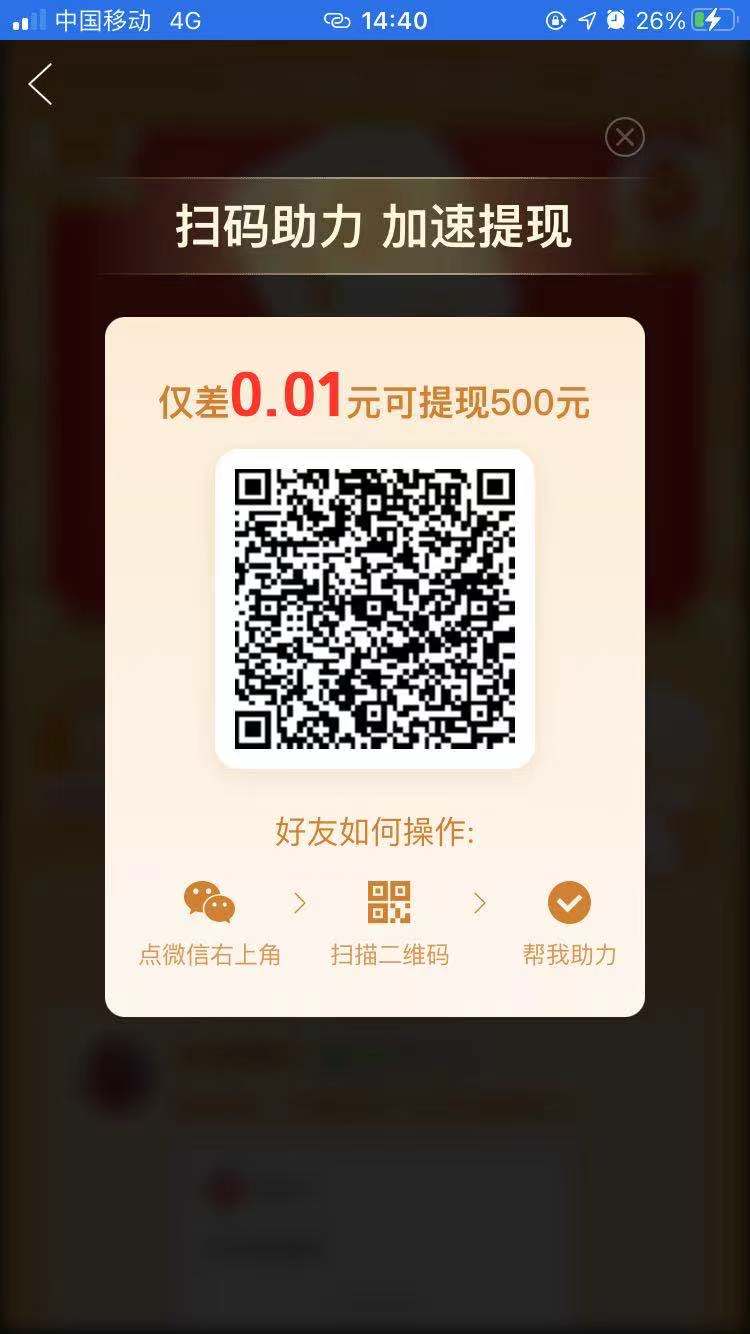 中国移动 4G 14:40 26%
扫码助力 加速提现
仅差0.01元可提现500元
好友如何操作:
点微信右上角 扫描二维码 帮我助力